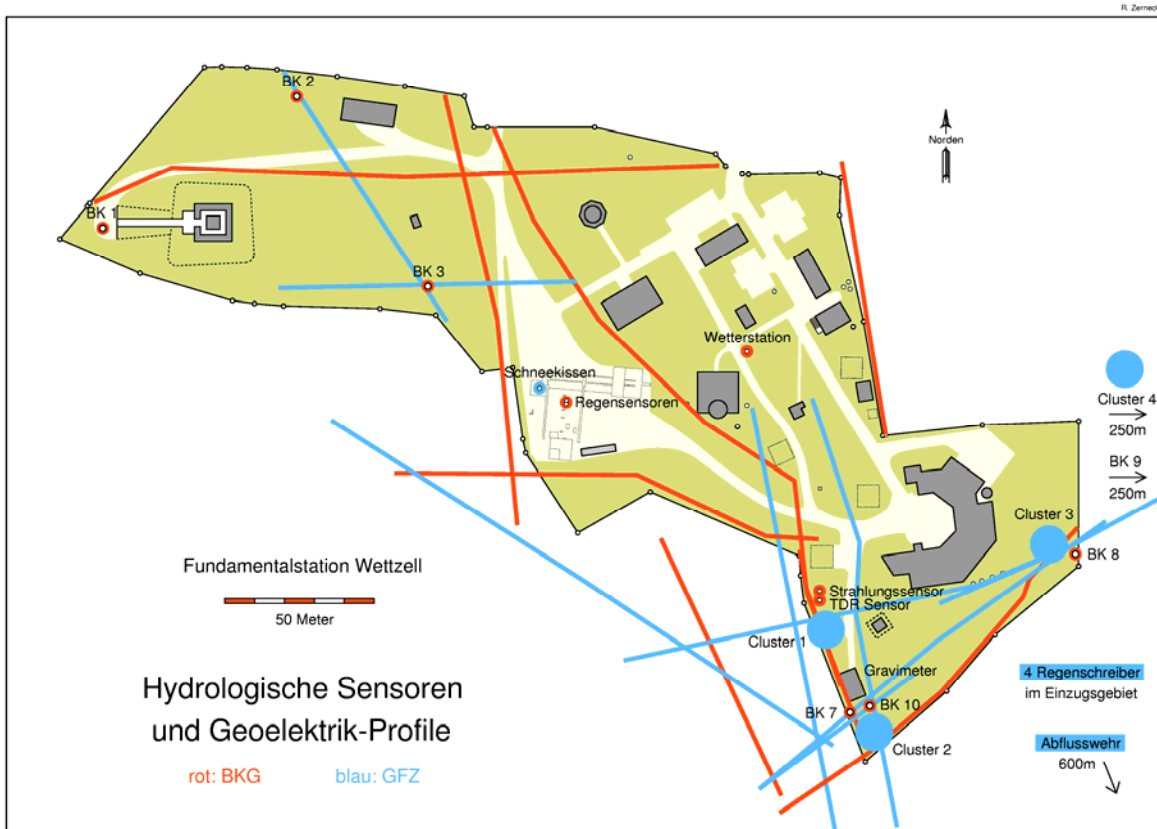 BK 2
Norden
BK 1
BK 3
Wetterstation
Schneekissen
Regensensoren
Cluster 4
250m
BK 9
250m
Cluster 3
BK 8
Fundamentalstation Wettzell
50 Meter
Strahlungssensor
TDR Sensor
Cluster 1
Gravimeter
BK 7
BK 10
Cluster 2
4 Regenschreiber
im Einzugsgebiet
Abflusswehr
600m
Hydrologische Sensoren
und Geoelektrik-Profile
rot: BKG
blau: GFZ